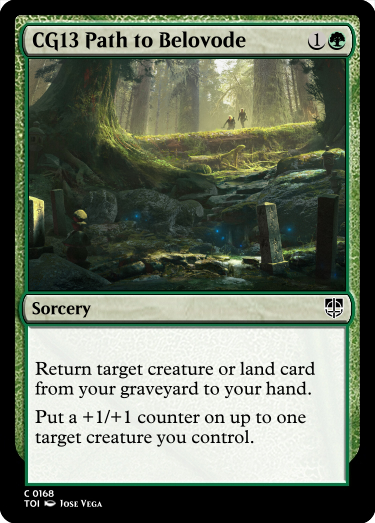 CG13 Path to Belovode 1
Sorcery
Return target creature or land card
from your graveyard to your hand.
Put a +1/+1 counter on up to one
target creature you control.
C 0168
TOI Jose Vega